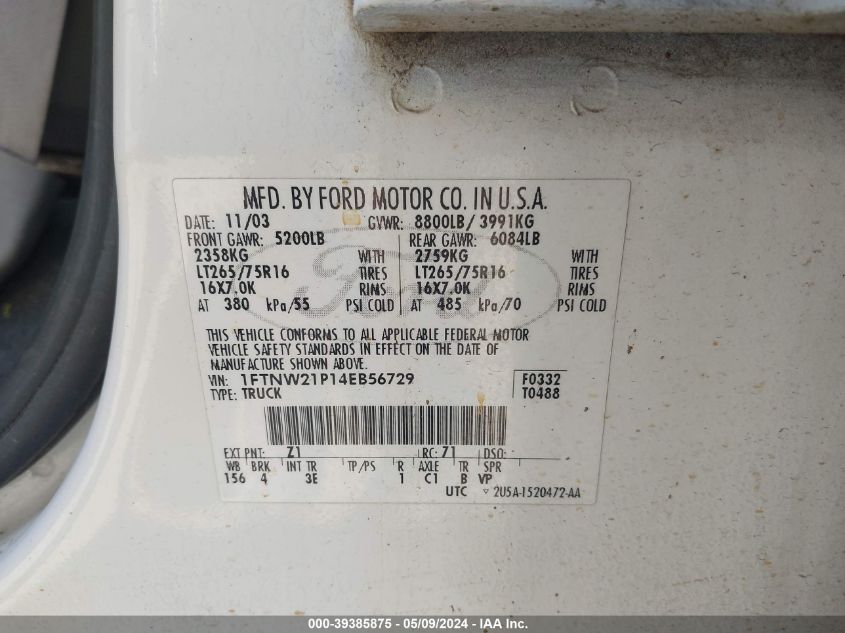 MFD. BY FORD MOTOR CO. IN U.S.A.
DATE: 11/03 GVWR: 8800LB/ 3991KG
FRONT GAWR: 5200LB REAR GAWR: 6084LB
2358KG WITH 2759KG WITH
LT265/75R16 TIRES LT265/75R16 TIRES
16X7.0K RIMS 16X7.0K RIMS
AT 380 kPa/55 PSI COLD AT 485 kPa/70 PSI COLD
Ford
THIS VEHICLE CONFORMS TO ALL APPLICABLE FEDERAL MOTOR
VEHICLE SAFETY STANDARDS IN EFFECT ON THE DATE OF
MANUFACTURE SHOWN ABOVE.
VIN: 1FTNW21P14EB56729 F0332
TYPE: TRUCK T0488
EXT PNT: Z1 RC: 71 DSO:
WB BRK INT TR TP/PS R AXLE TR SPR
156 4 3E 1 C1 B VP
UTC ▽ 2U5A-1520472-AA
000-39385875 - 05/09/2024 - IAA Inc.